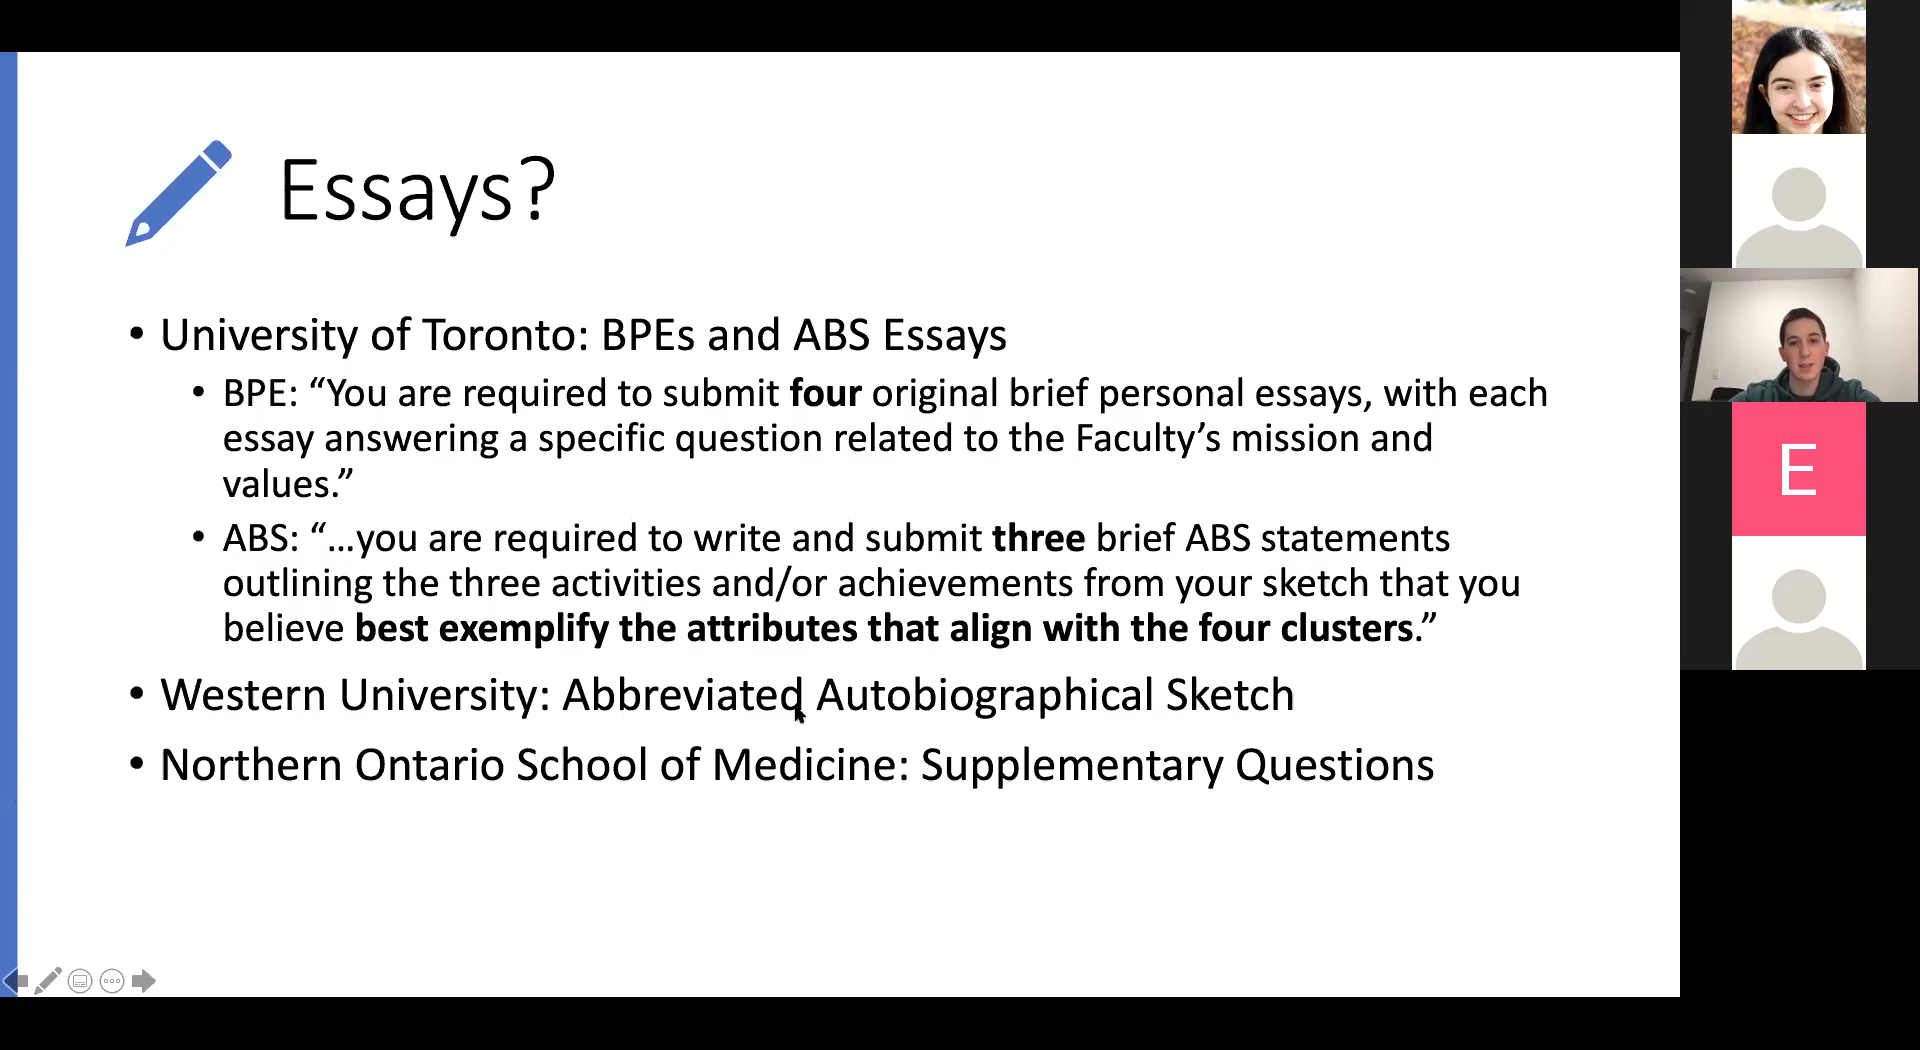 Essays?
• University of Toronto: BPEs and ABS Essays
• BPE: “You are required to submit four original brief personal essays, with each
essay answering a specific question related to the Faculty’s mission and
values.”
• ABS: “...you are required to write and submit three brief ABS statements
outlining the three activities and/or achievements from your sketch that you
believe best exemplify the attributes that align with the four clusters.”
• Western University: Abbreviated Autobiographical Sketch
• Northern Ontario School of Medicine: Supplementary Questions
E